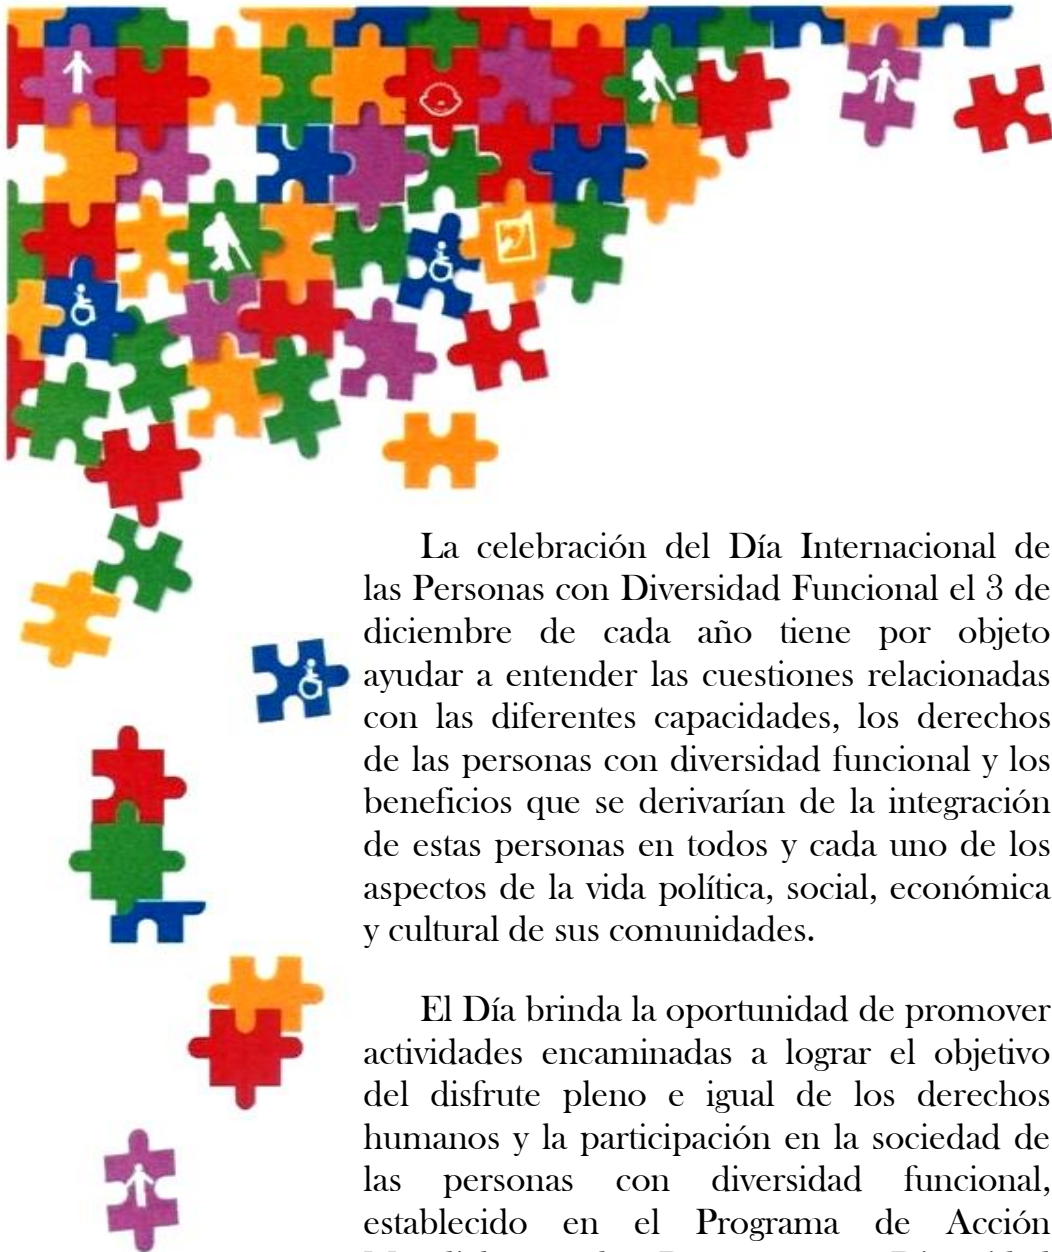 La celebración del Día Internacional de
las Personas con Diversidad Funcional el 3 de
diciembre de cada año tiene por objeto
ayudar a entender las cuestiones relacionadas
con las diferentes capacidades, los derechos
de las personas con diversidad funcional y los
beneficios que se derivarían de la integración
de estas personas en todos y cada uno de los
aspectos de la vida política, social, económica
y cultural de sus comunidades.
El Día brinda la oportunidad de promover
actividades encaminadas a lograr el objetivo
del disfrute pleno e igual de los derechos
humanos y la participación en la sociedad de
las personas con diversidad funcional,
establecido en el Programa de Acción